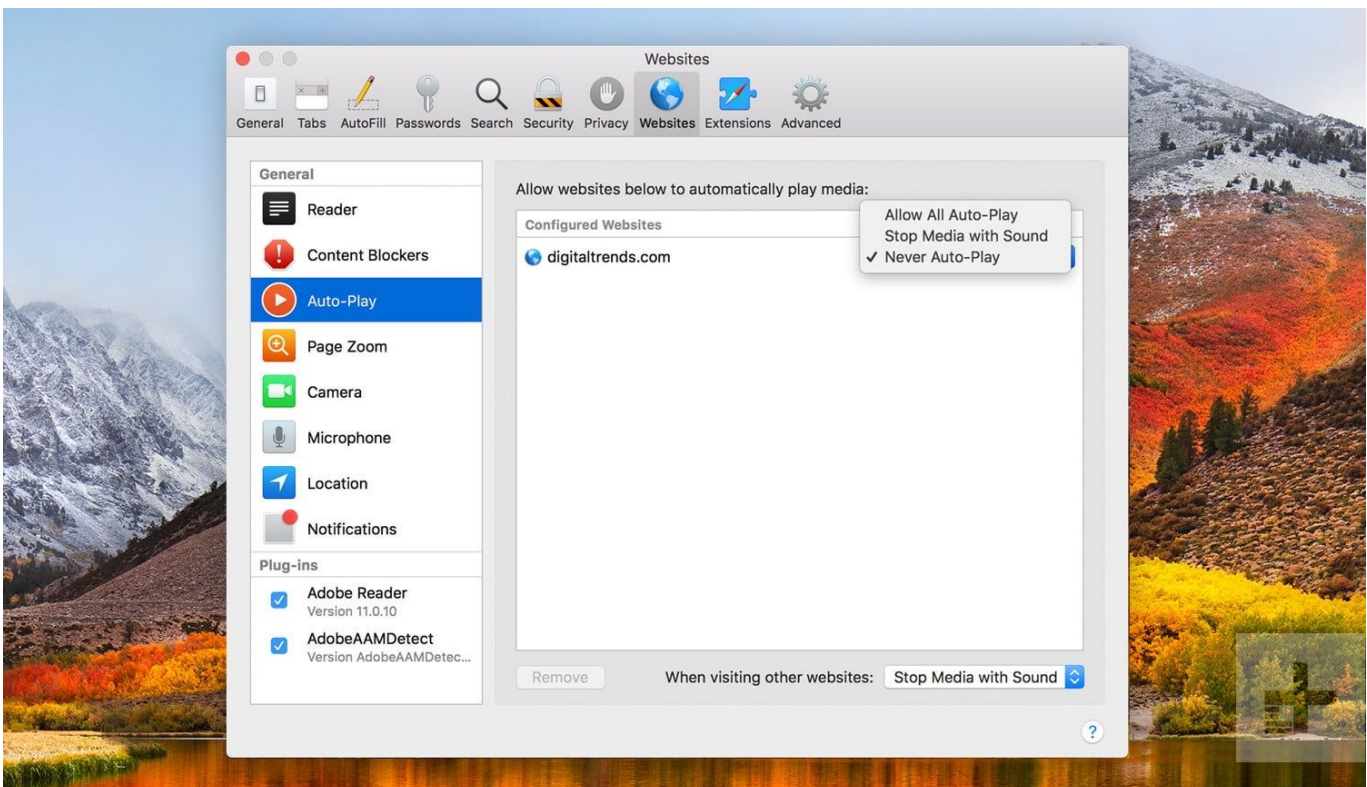 Websites
General Tabs AutoFill Passwords Search Security Privacy Websites Extensions Advanced
General
Reader
Content Blockers
Auto-Play
Page Zoom
Camera
Microphone
Location
Notifications
Plug-ins
Adobe Reader
Version 11.0.10
AdobeAAMDetect
Version AdobeAAMDetec...
Allow websites below to automatically play media:
Configured Websites
digitaltrends.com
Allow All Auto-Play
Stop Media with Sound
✓ Never Auto-Play
Remove
When visiting other websites: Stop Media with Sound
?